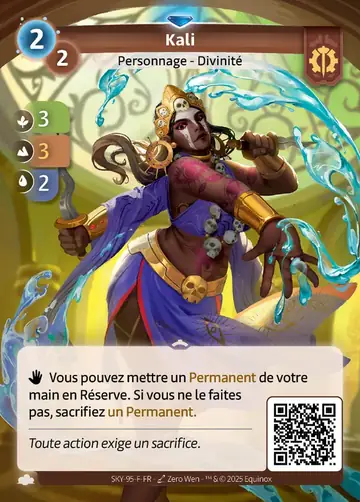 2
2
Kali
Personnage - Divinité
3
3
2
Vous pouvez mettre un Permanent de votre
main en Réserve. Si vous ne le faites
pas, sacrifiez un Permanent.
Toute action exige un sacrifice.
SKY-95-F-FR - Zero Wen - ™ & © 2025 Equinox